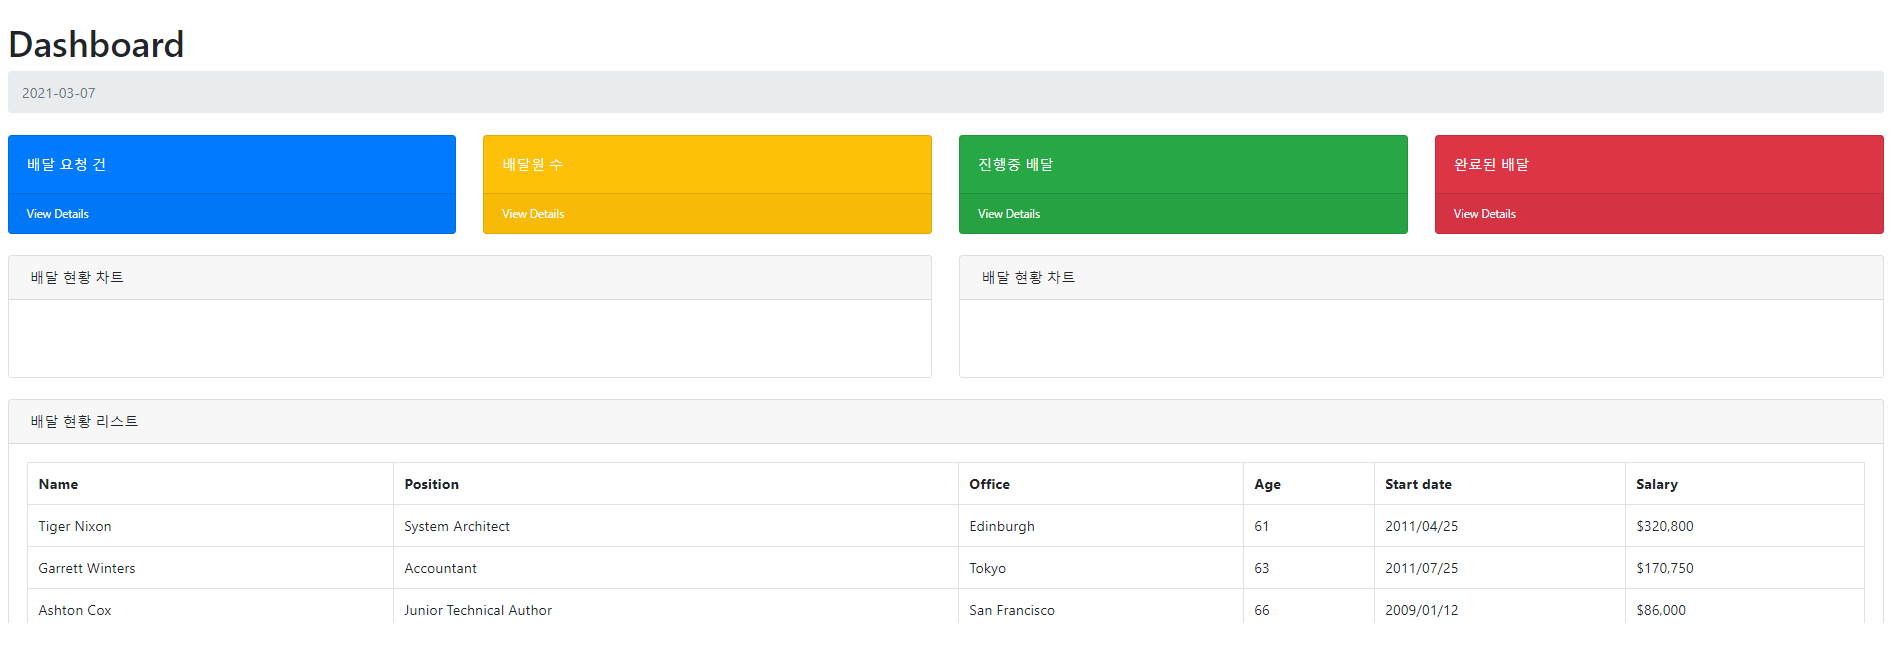 Dashboard
2021-03-07
배달 요청 건
배달원 수
진행중 배달
완료된 배달
View Details
View Details
View Details
View Details
배달 현황 차트
배달 현황 차트
배달 현황 리스트
Name Position Office Age Start date Salary
Tiger Nixon System Architect Edinburgh 61 2011/04/25 $320,800
Garrett Winters Accountant Tokyo 63 2011/07/25 $170,750
Ashton Cox Junior Technical Author San Francisco 66 2009/01/12 $86,000